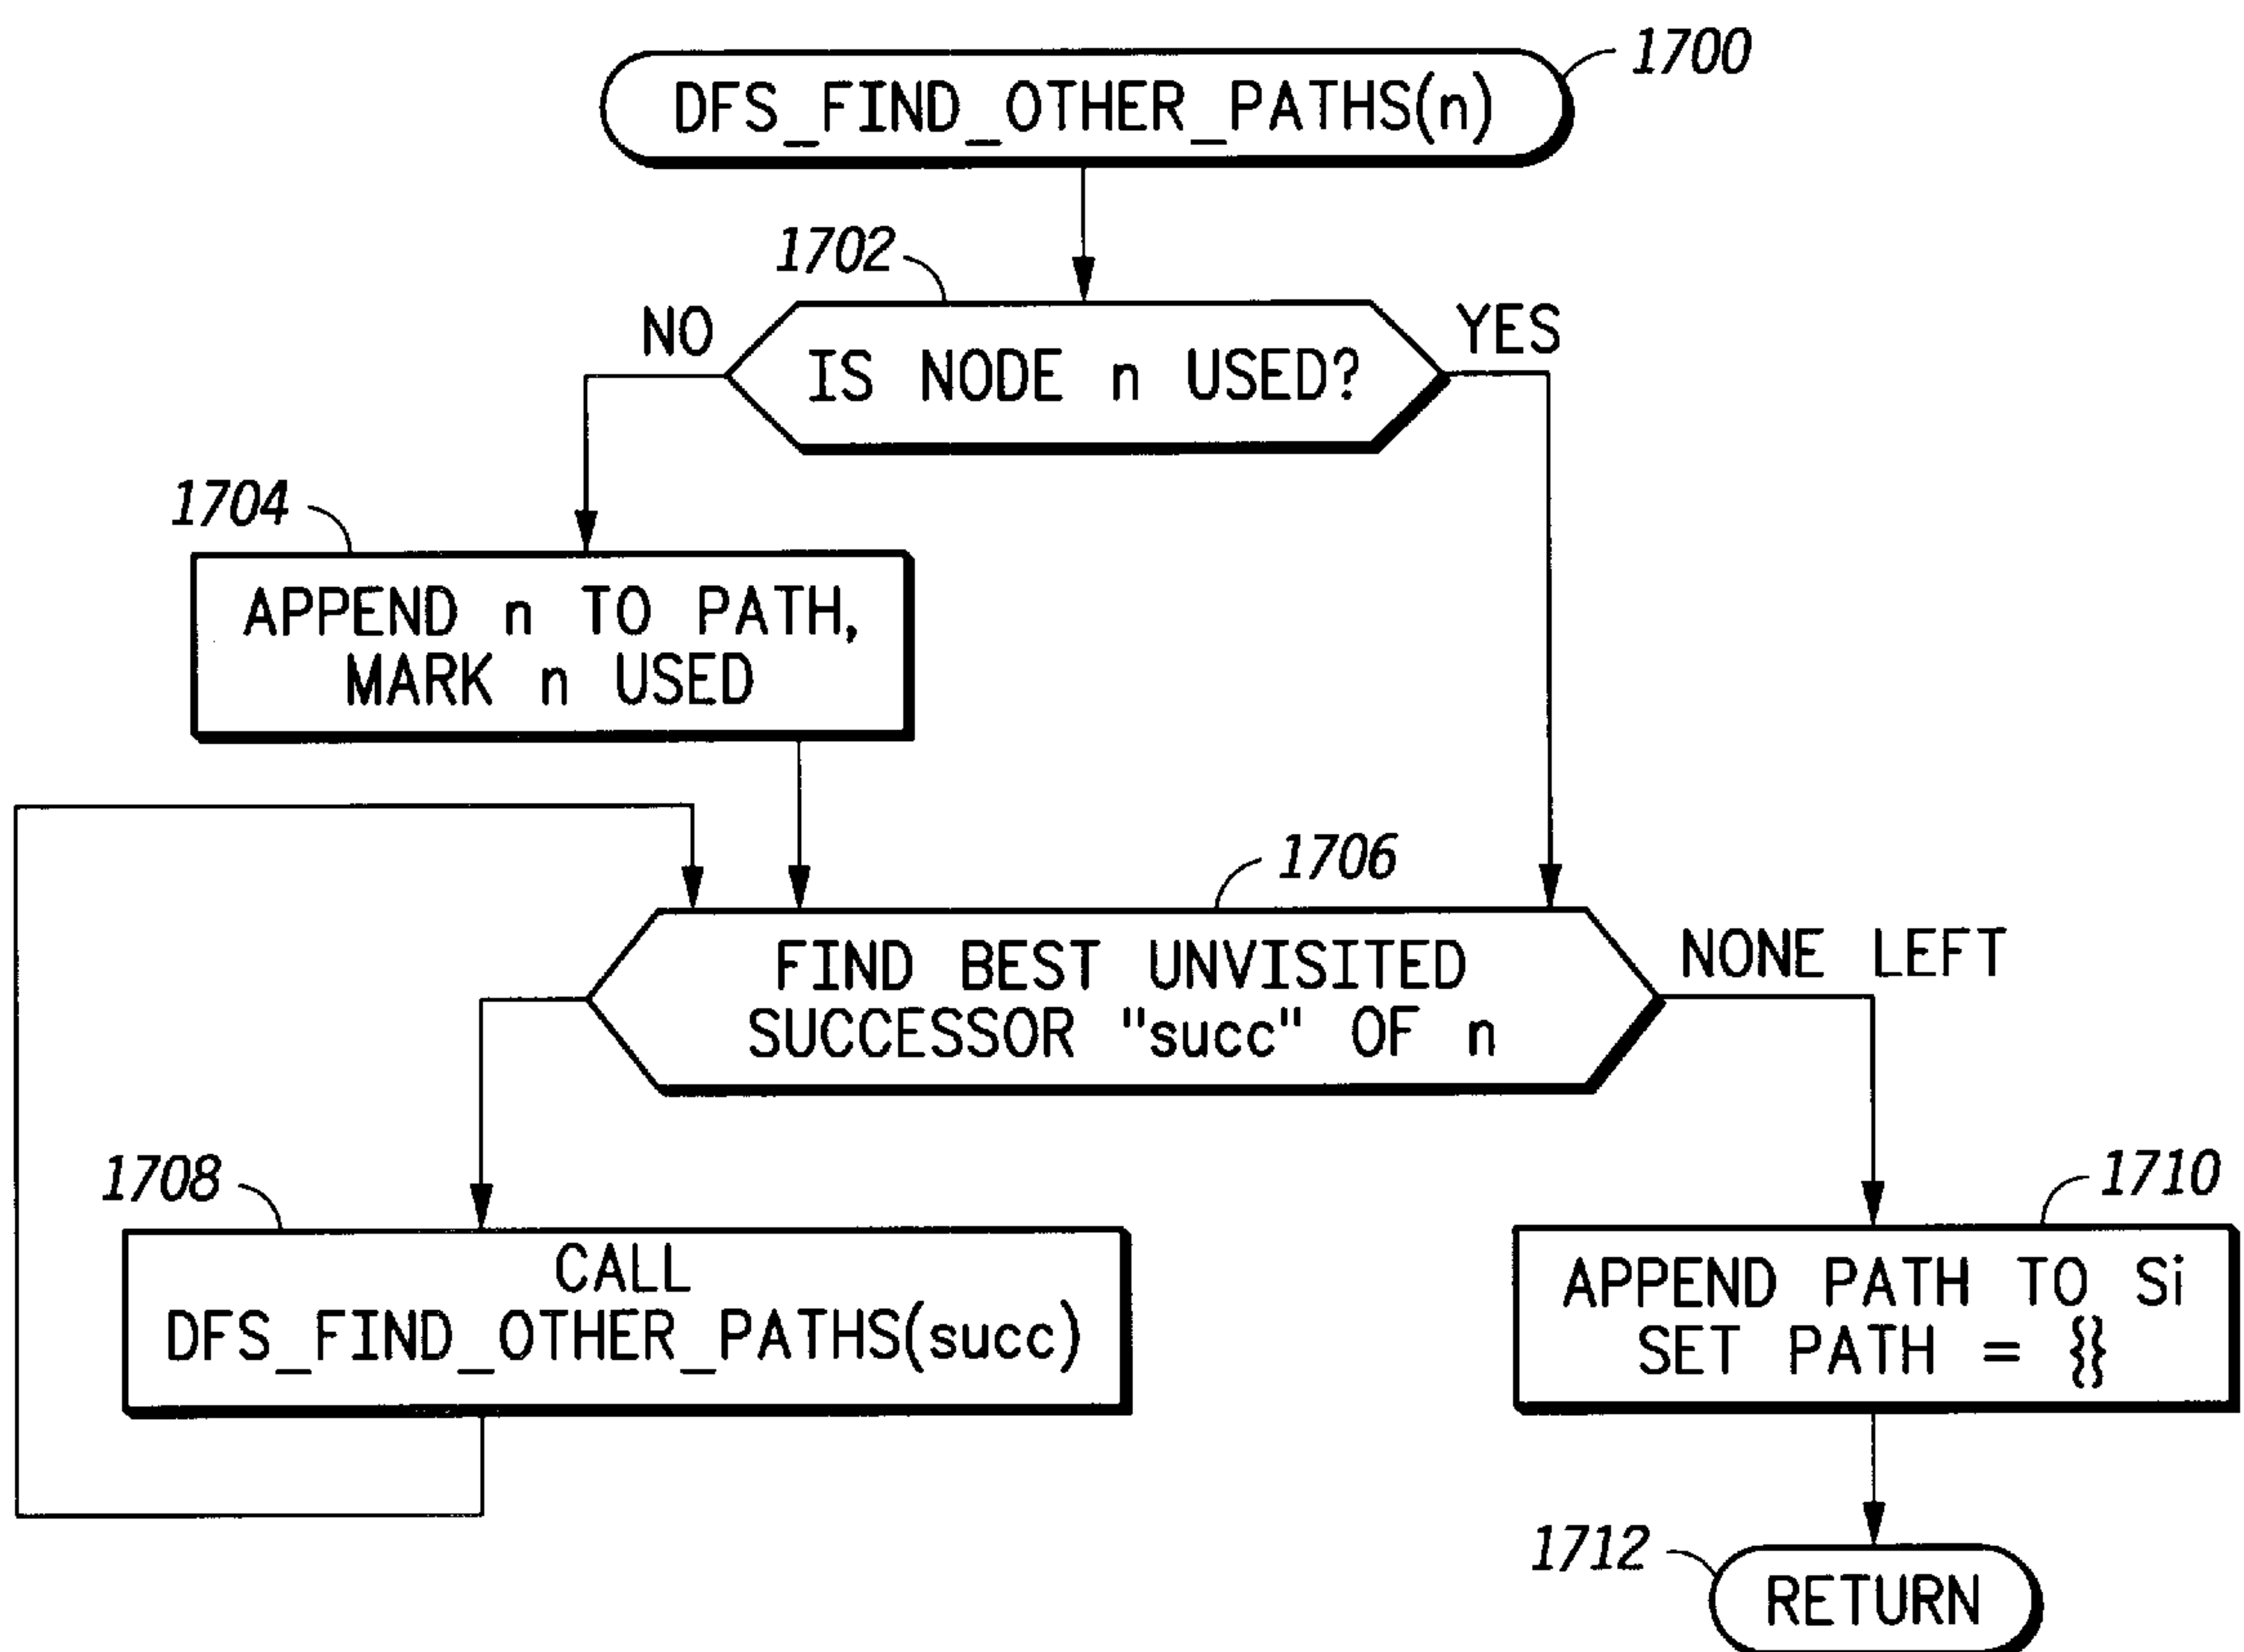 1700
DFS_FIND_OTHER_PATHS(n)
1702
NO
YES
IS NODE n USED?
1704
APPEND n TO PATH,
MARK n USED
1706
FIND BEST UNVISITED
SUCCESSOR "succ" OF n
NONE LEFT
1708
CALL
DFS_FIND_OTHER_PATHS(succ)
1710
APPEND PATH TO Si
SET PATH = {}
1712
RETURN